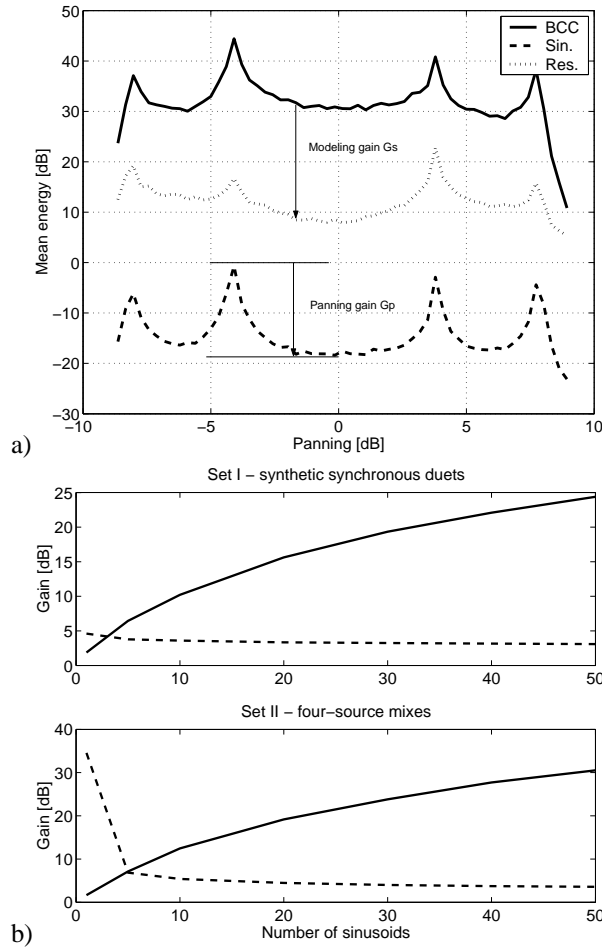 50
40
30
20
10
0
−10
−20
−30
Mean energy [dB]
BCC
Sin.
Res.
Modeling gain Gs
Panning gain Gp
−10 −5 0 5 10
Panning [dB]
a)
Set I − synthetic synchronous duets
25
20
15
10
5
0
Gain [dB]
0 10 20 30 40 50
Set II − four−source mixes
40
30
20
10
0
Gain [dB]
0 10 20 30 40 50
Number of sinusoids
b)